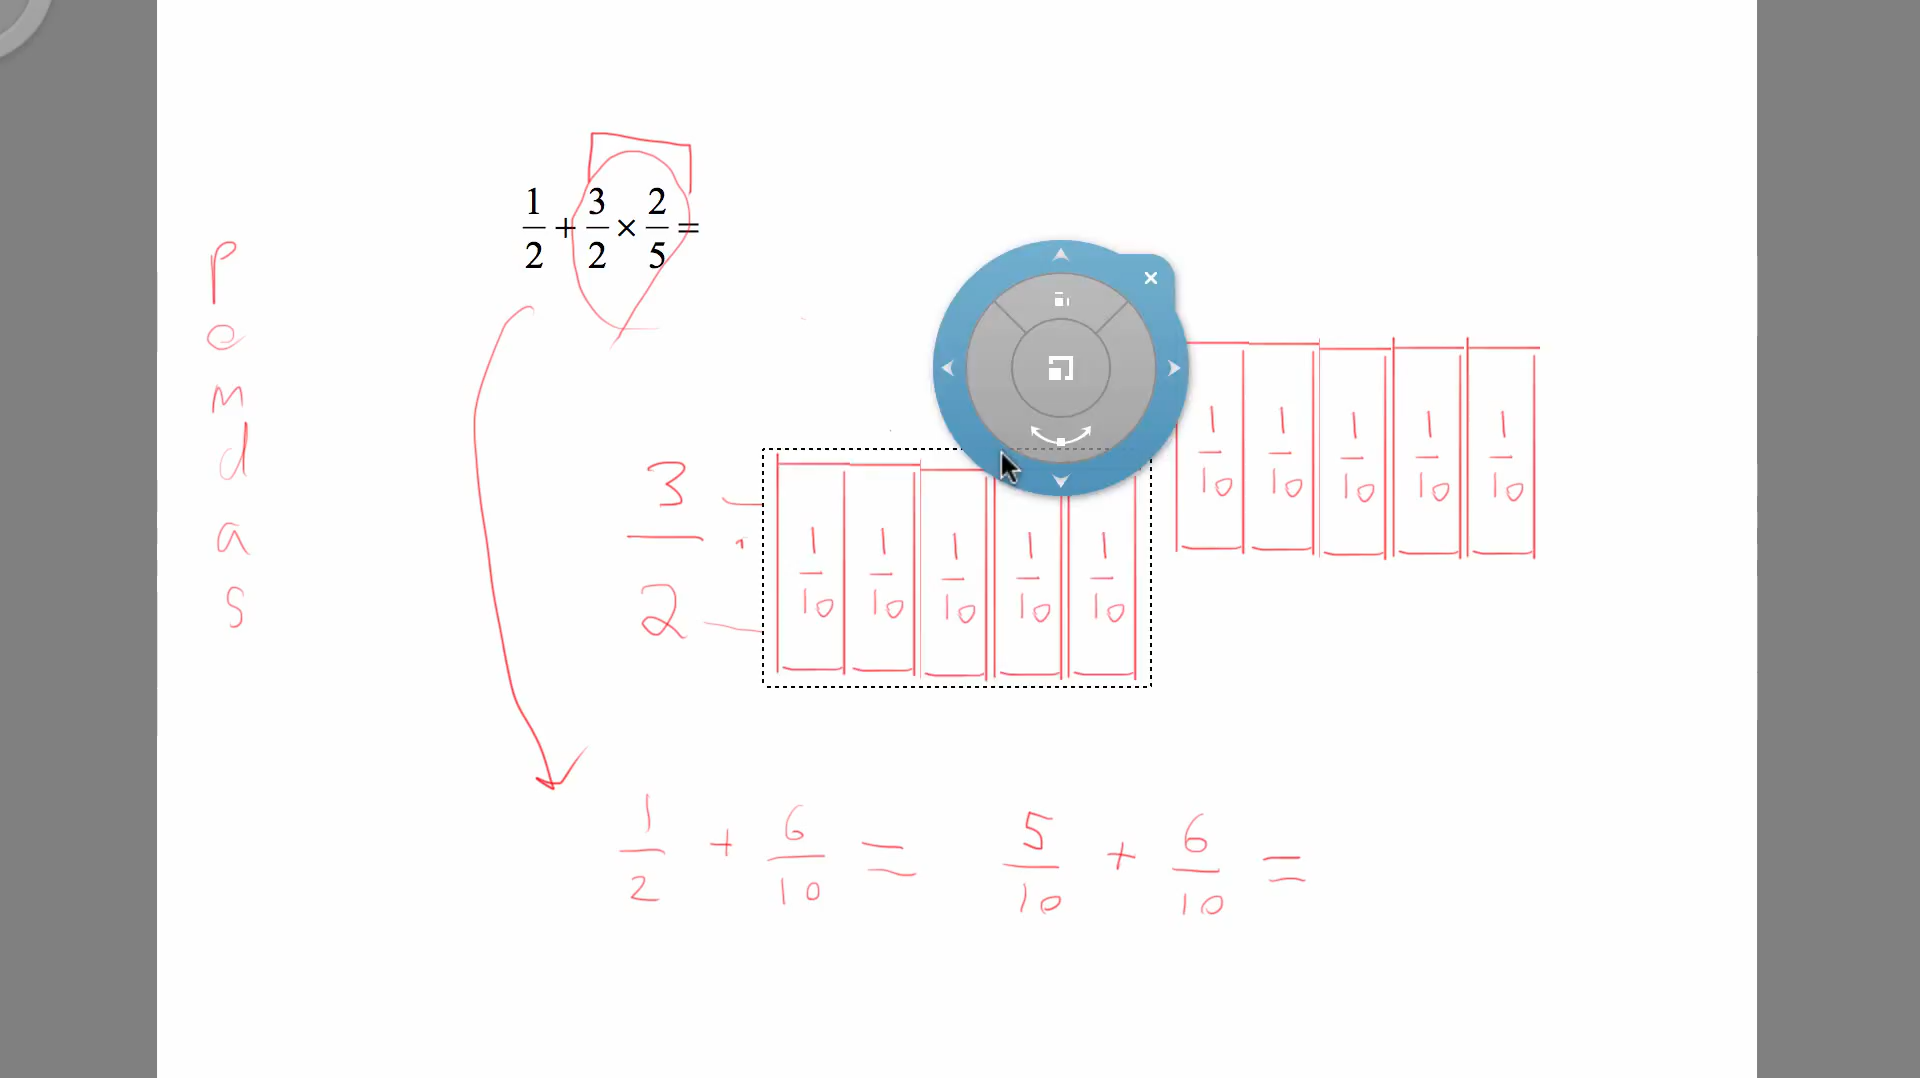 1/2 + 3/2 × 2/5 =
P
e
m
d
a
s
3/2 ·
1/10 1/10 1/10 1/10 1/10
1/10 1/10 1/10 1/10 1/10
1/2 + 6/10 = 5/10 + 6/10 =